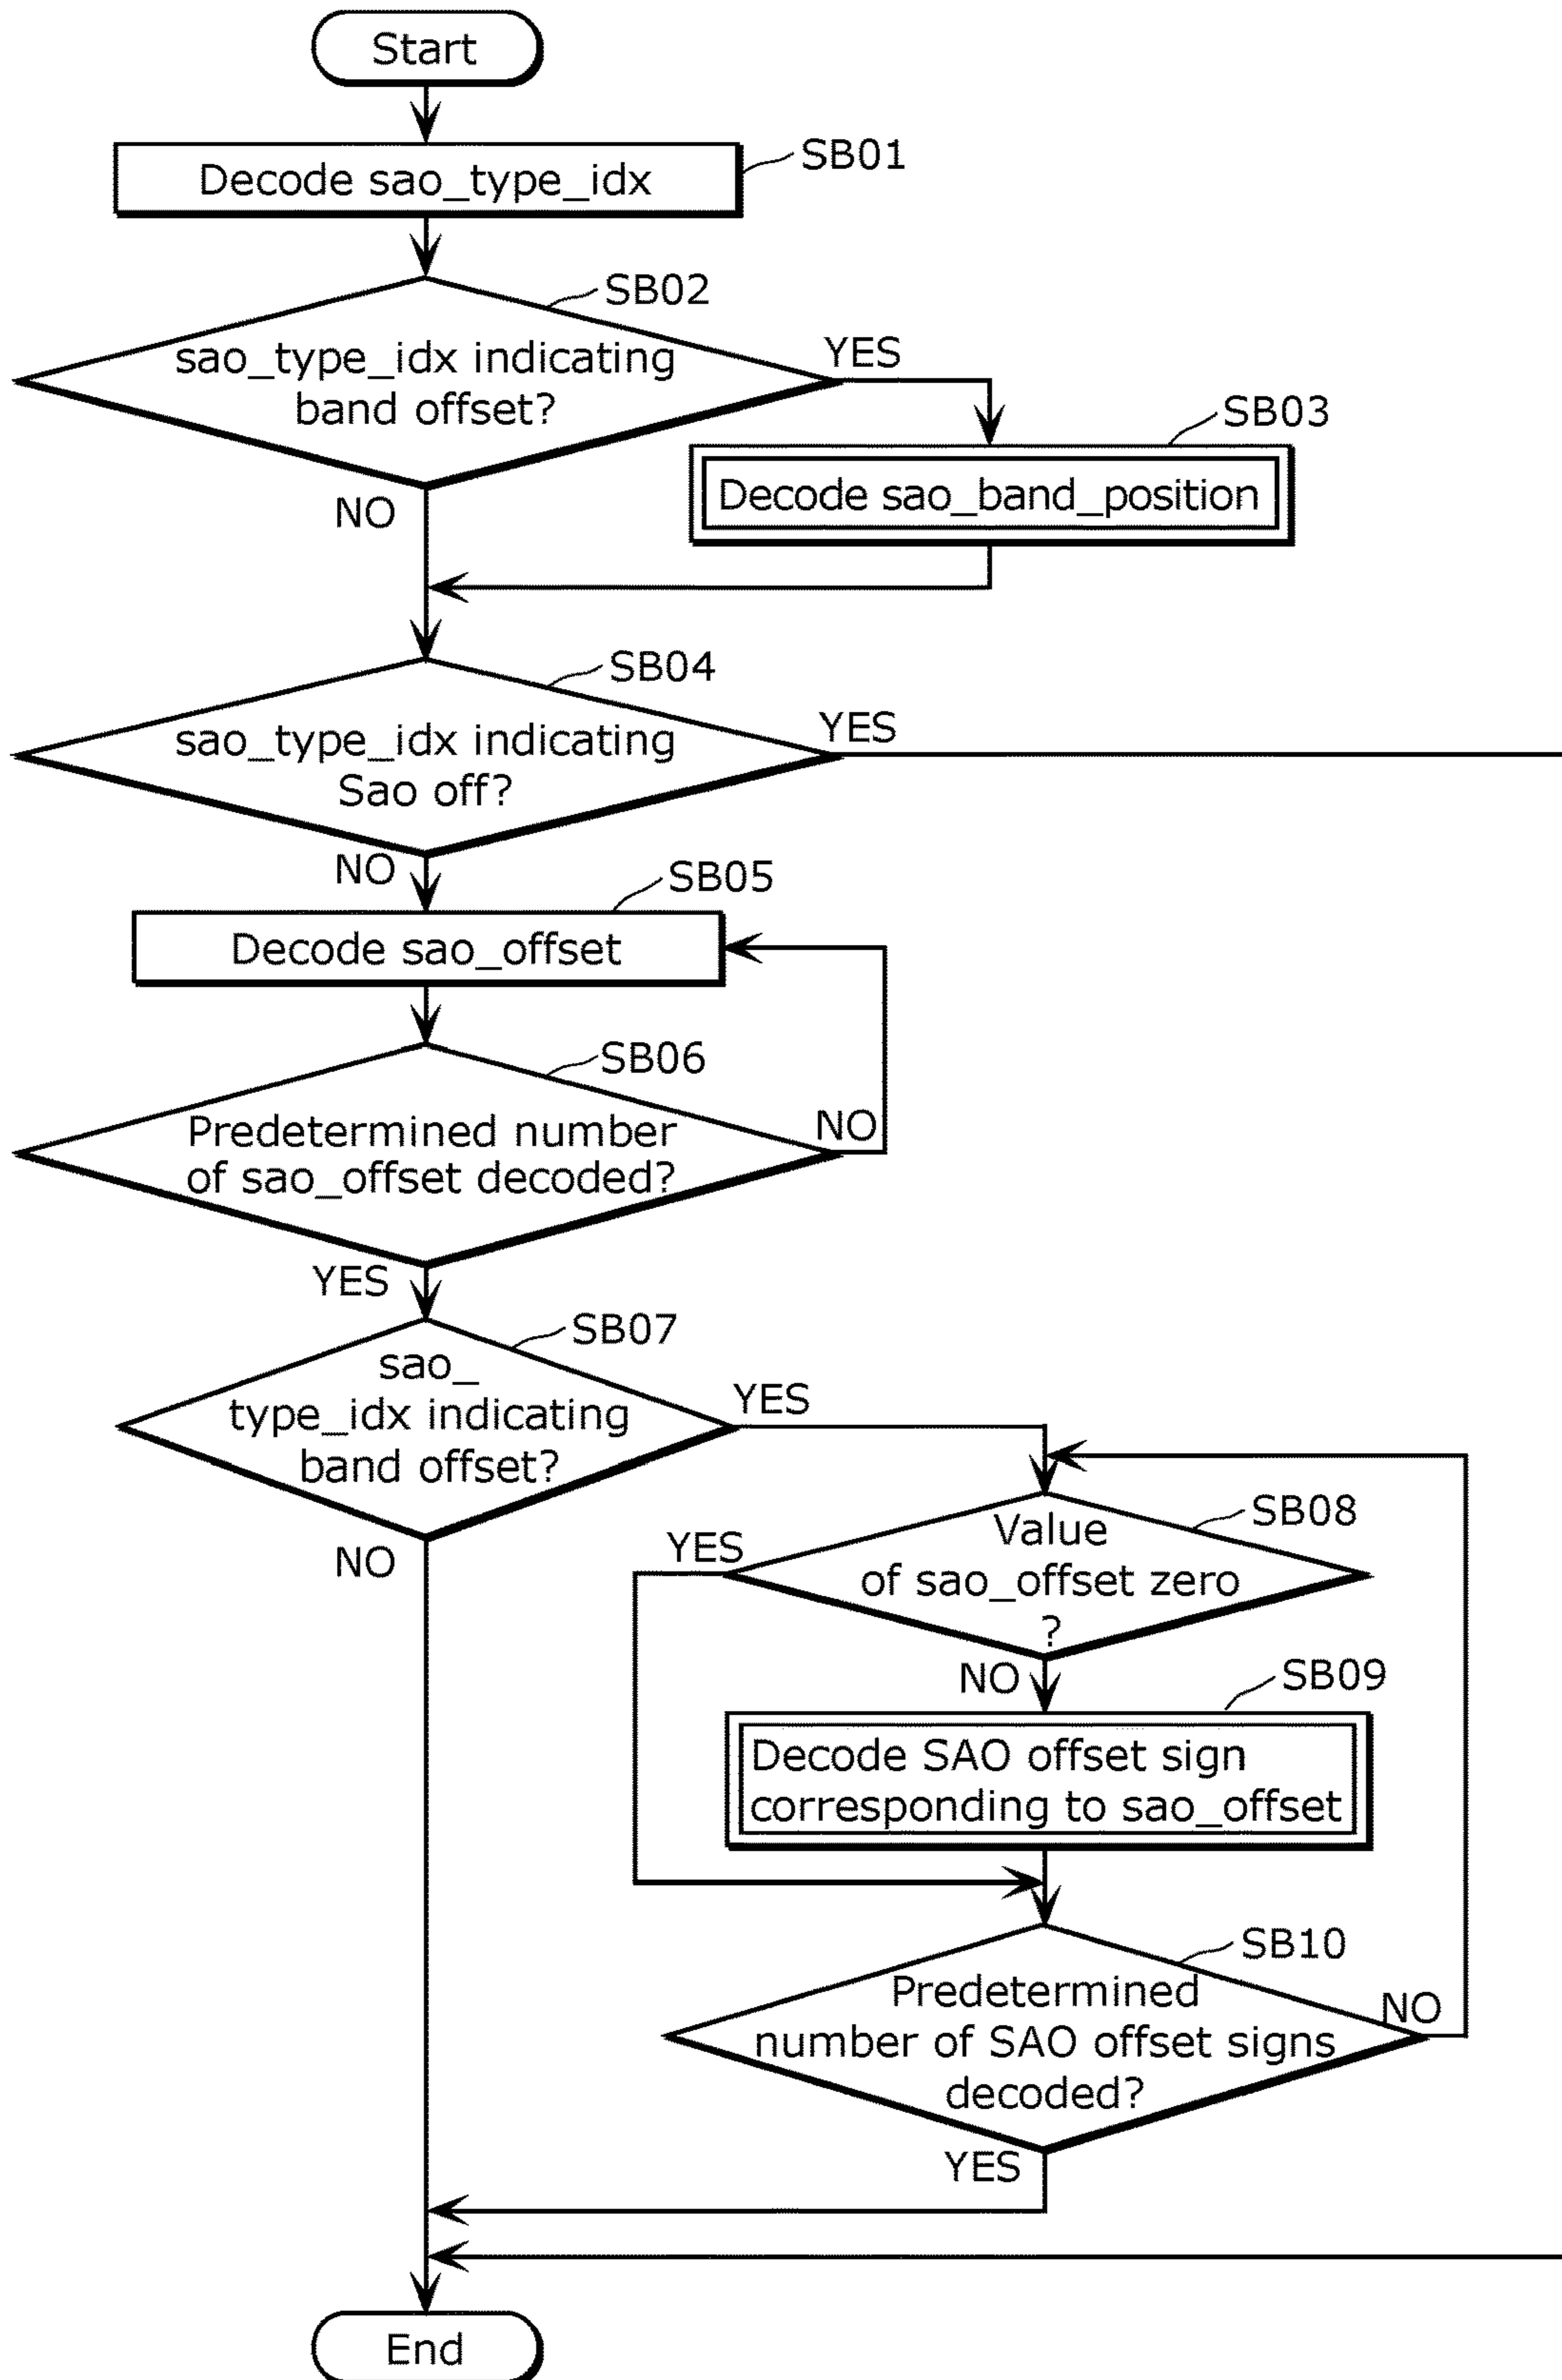 Start
Decode sao_type_idx
SB01
SB02
sao_type_idx indicating
band offset?
YES
NO
SB03
Decode sao_band_position
SB04
sao_type_idx indicating
Sao off?
YES
NO
SB05
Decode sao_offset
SB06
Predetermined number
of sao_offset decoded?
NO
YES
SB07
sao_
type_idx indicating
band offset?
YES
NO
SB08
Value
of sao_offset zero
?
YES
NO
SB09
Decode SAO offset sign
corresponding to sao_offset
SB10
Predetermined
number of SAO offset signs
decoded?
NO
YES
End